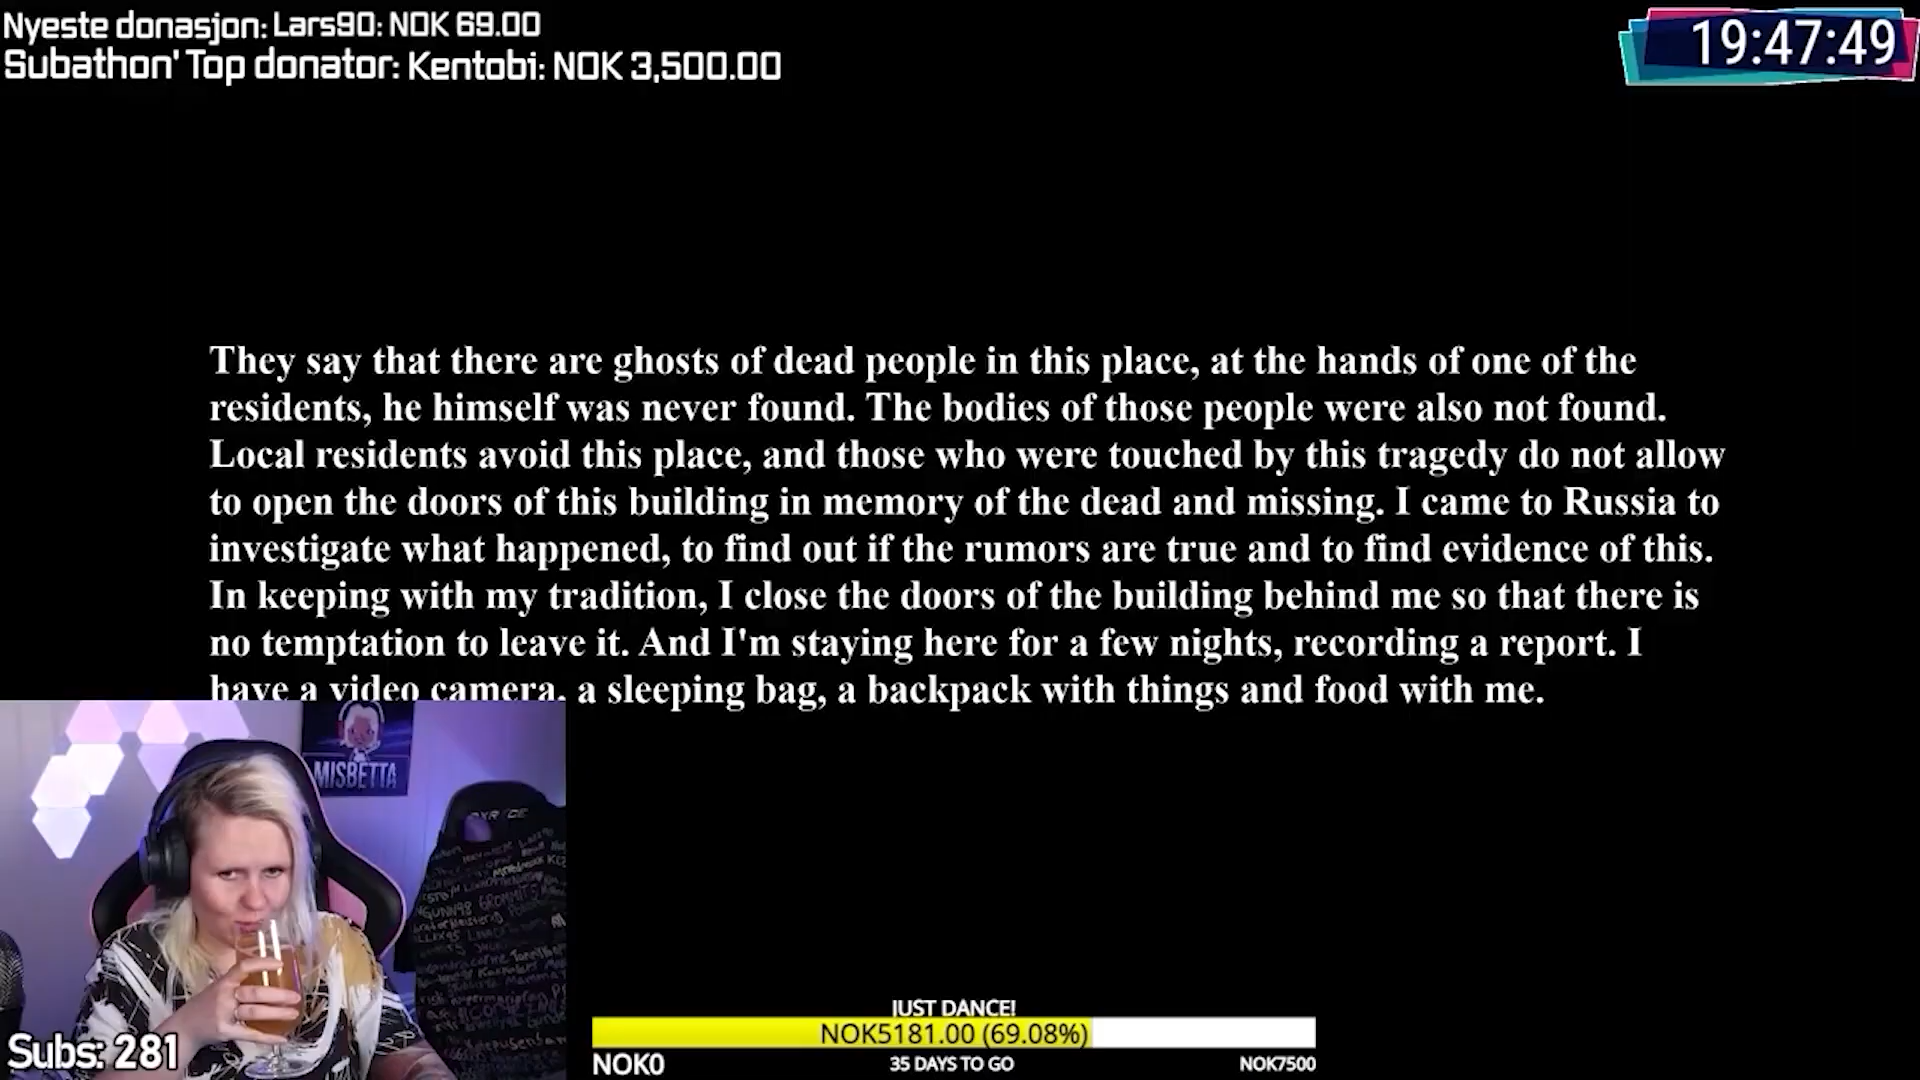 Nyeste donasjon: Lars90: NOK 69.00
Subathon' Top donator: Kentobi: NOK 3,500.00
19:47:49
They say that there are ghosts of dead people in this place, at the hands of one of the
residents, he himself was never found. The bodies of those people were also not found.
Local residents avoid this place, and those who were touched by this tragedy do not allow
to open the doors of this building in memory of the dead and missing. I came to Russia to
investigate what happened, to find out if the rumors are true and to find evidence of this.
In keeping with my tradition, I close the doors of the building behind me so that there is
no temptation to leave it. And I'm staying here for a few nights, recording a report. I
have a video camera, a sleeping bag, a backpack with things and food with me.
MISBETTA
Subs: 281
JUST DANCE!
NOK5181.00 (69.08%)
NOK0
35 DAYS TO GO
NOK7500